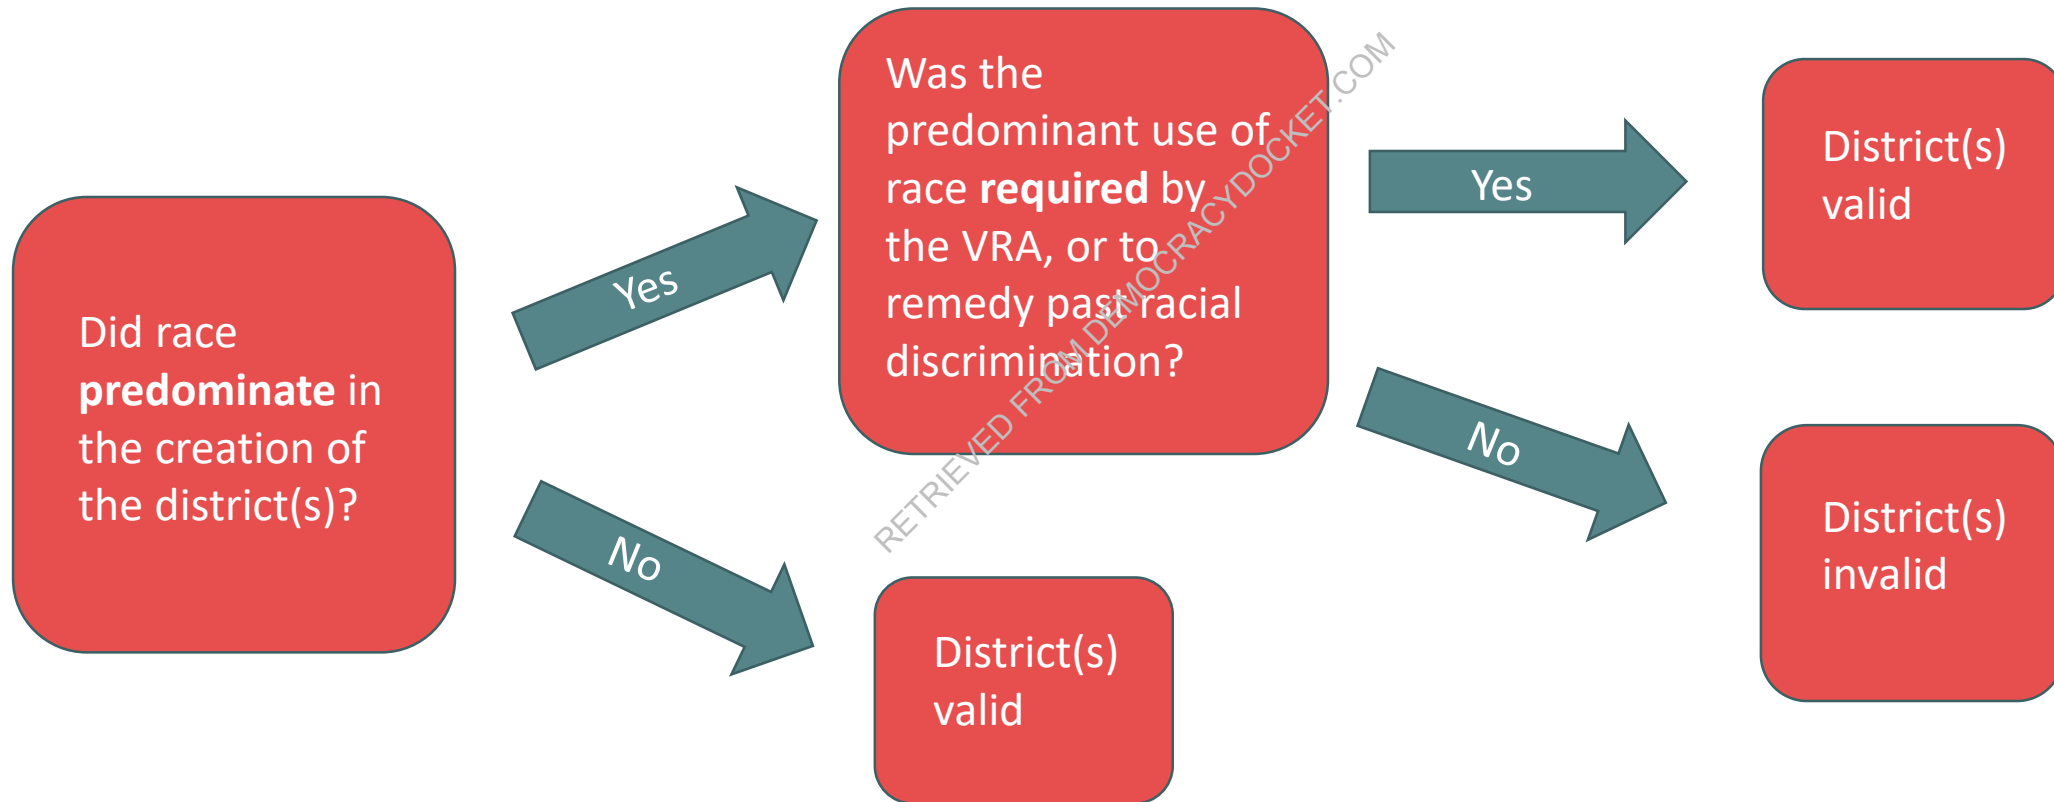 Did race
predominate in
the creation of
the district(s)?
Yes
No
Was the
predominant use of
race required by
the VRA, or to
remedy past racial
discrimination?
District(s)
valid
Yes
No
District(s)
valid
District(s)
invalid
RETRIEVED FROM DEMOCRACYDOCKET.COM